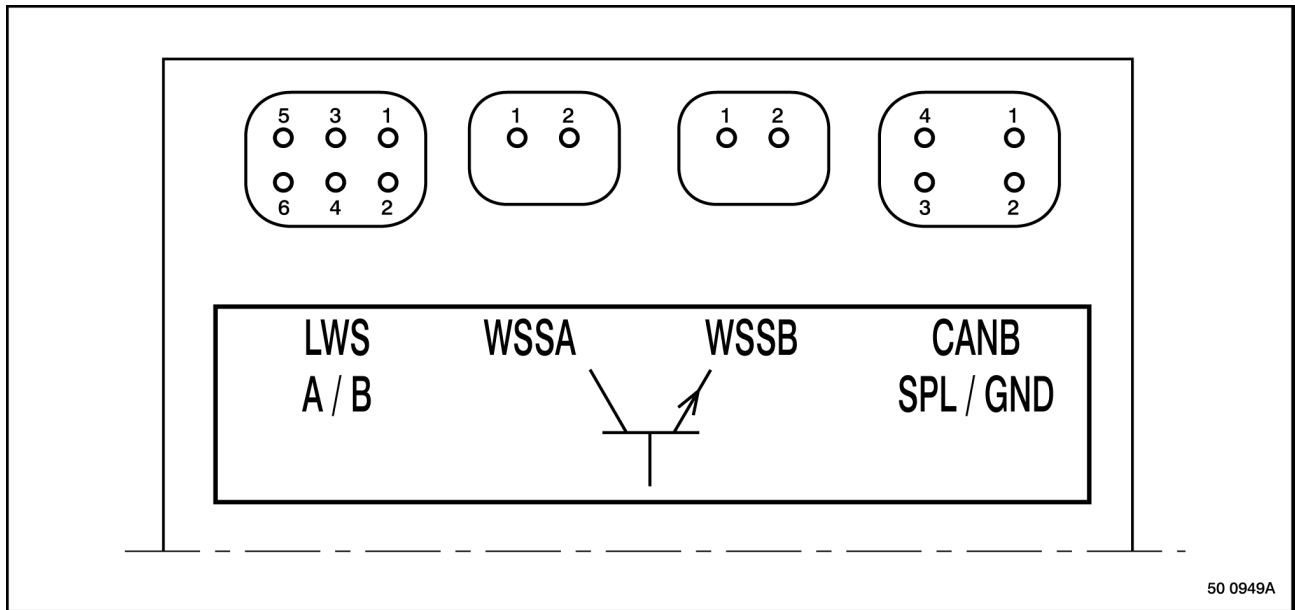 5 3 1 1 2 1 2 4 1
6 4 2 3 2
LWS WSSA WSSB CANB
A / B SPL / GND
50 0949A